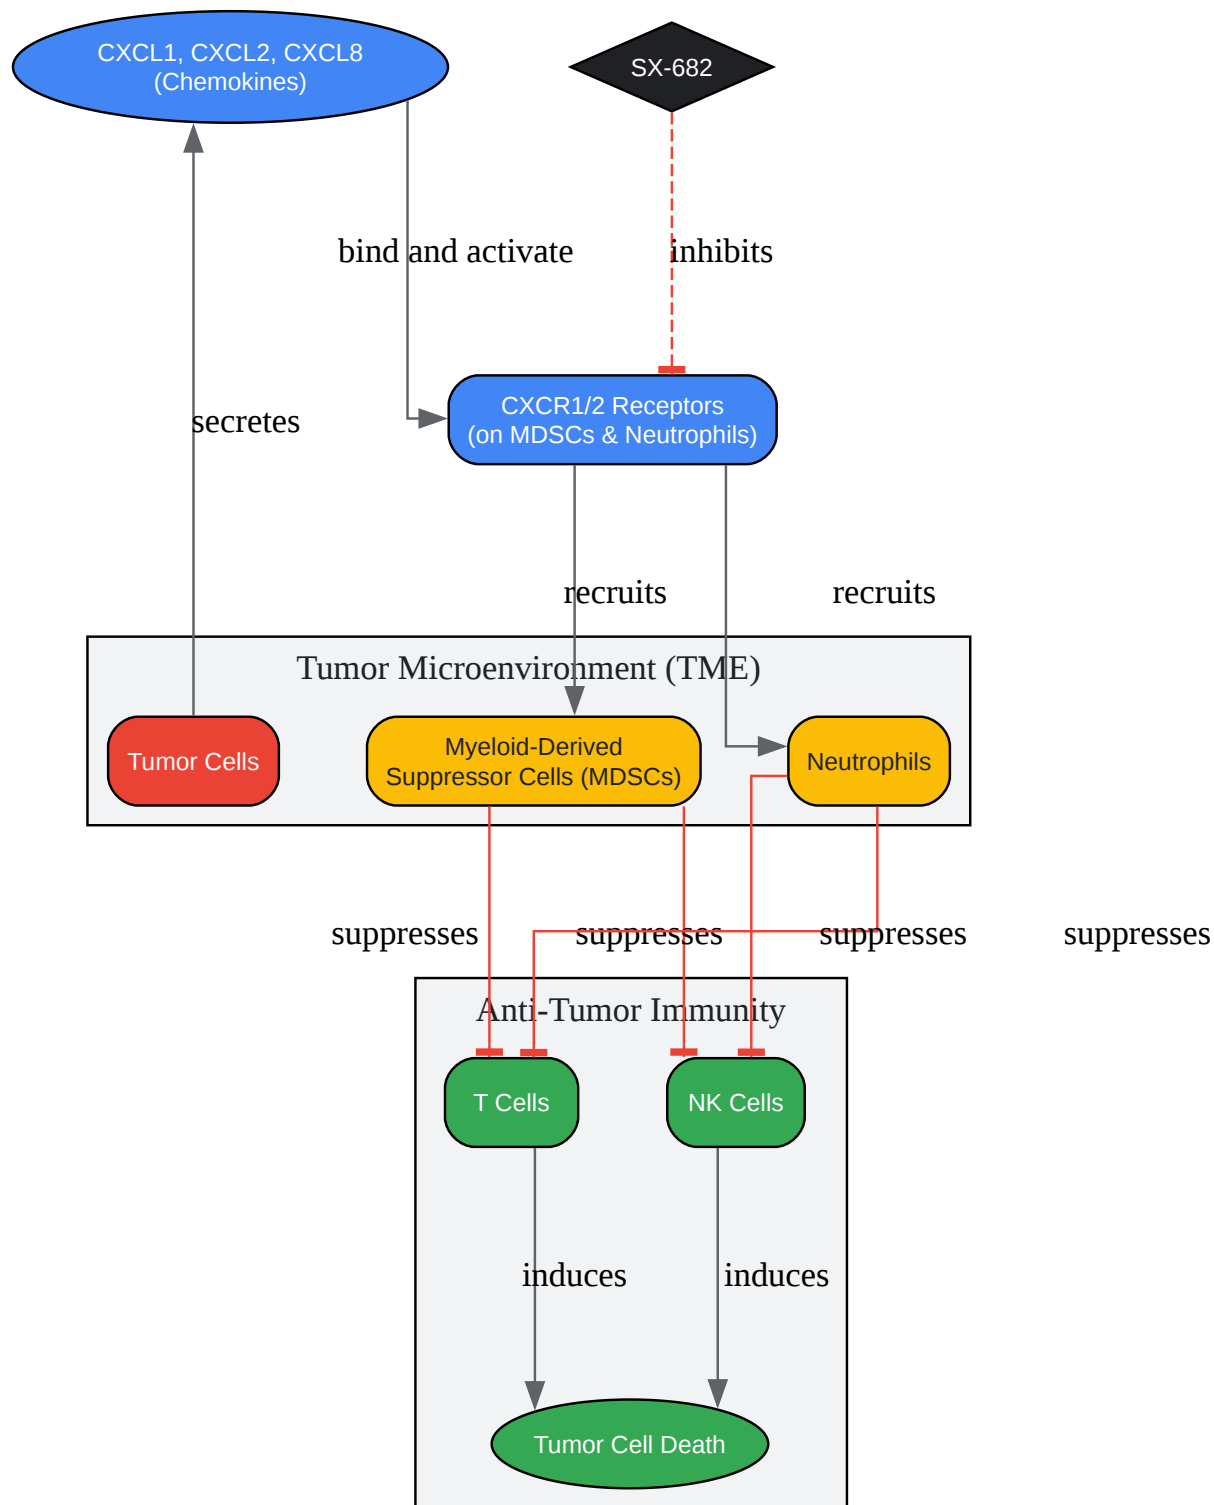 CXCL1, CXCL2, CXCL8
(Chemokines)
SX-682
bind and activate
inhibits
CXCR1/2 Receptors
(on MDSCs & Neutrophils)
secretes
recruits
recruits
Tumor Microenvironment (TME)
Tumor Cells
Myeloid-Derived
Suppressor Cells (MDSCs)
Neutrophils
suppresses
suppresses
suppresses
suppresses
Anti-Tumor Immunity
T Cells
NK Cells
induces
induces
Tumor Cell Death